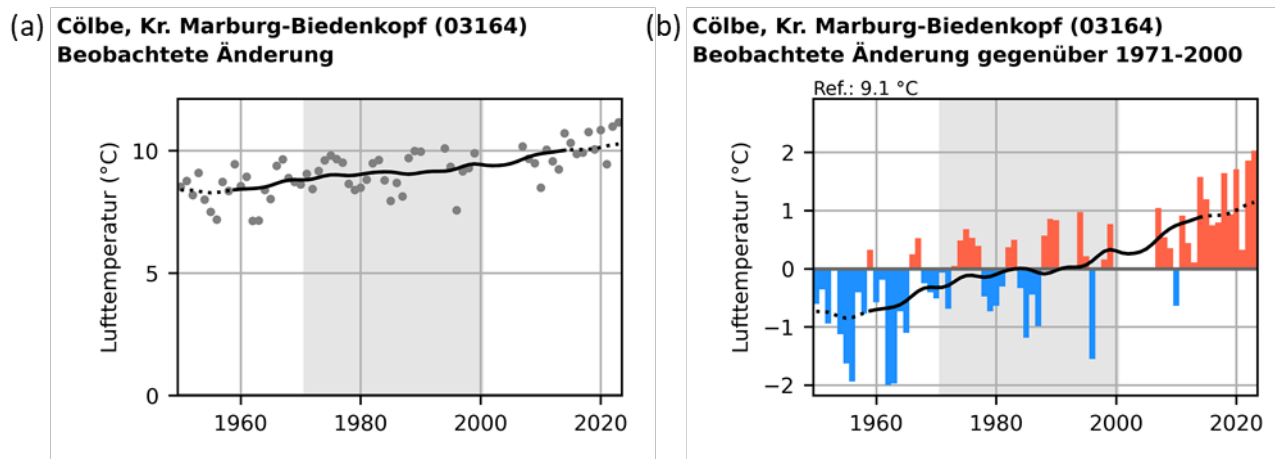 (a) Cölbe, Kr. Marburg-Biedenkopf (03164)
Beobachtete Änderung
Lufttemperatur (°C)
10
5
0
1960
1980
2000
2020
(b) Cölbe, Kr. Marburg-Biedenkopf (03164)
Beobachtete Änderung gegenüber 1971-2000
Ref.: 9.1 °C
Lufttemperatur (°C)
2
1
0
−1
−2
1960
1980
2000
2020